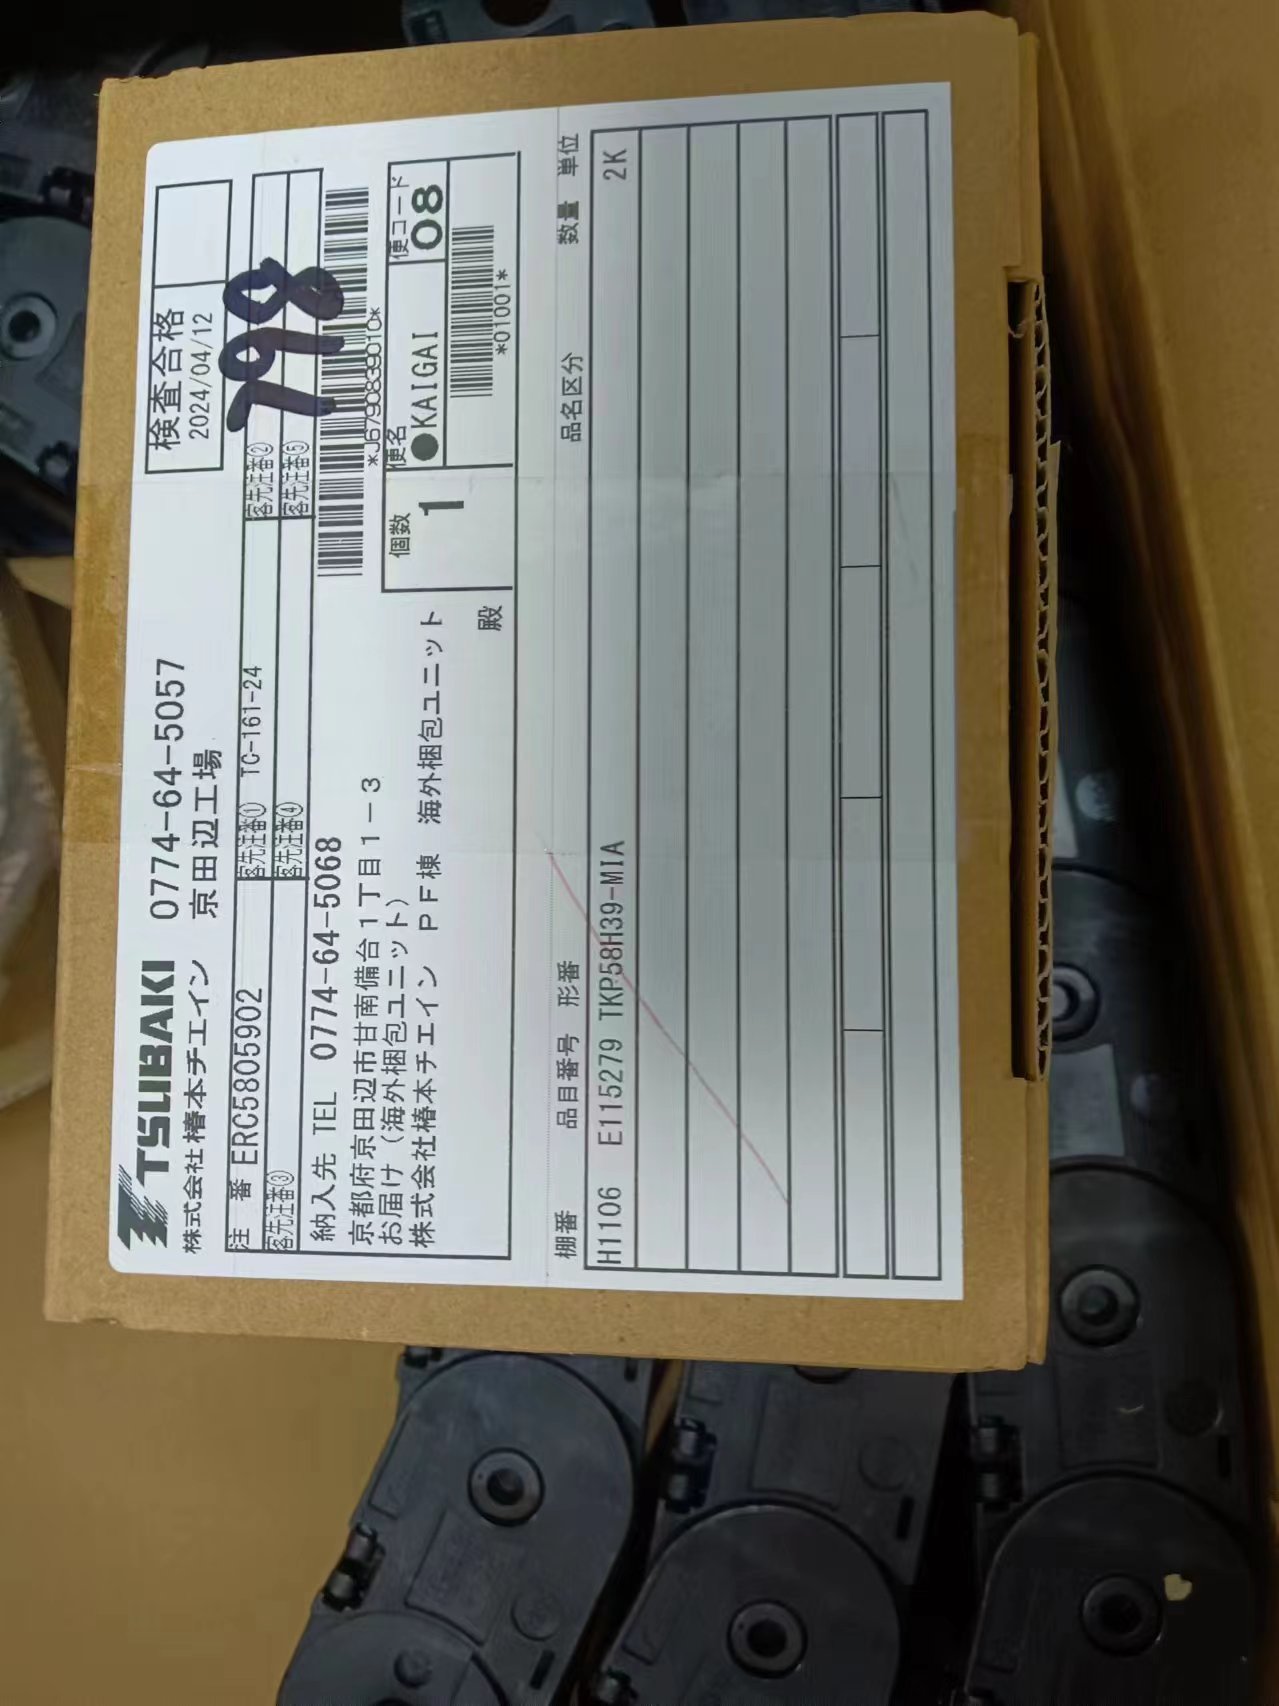 TSUBAKI 0774-64-5057
株式会社椿本チエイン 京田辺工場
検査合格
2024/04/12
798
注 番 ERC5805902 客先注番① TC-161-24 客先注番②
客先注番③ 客先注番④ 客先注番⑤
納入先 TEL 0774-64-5068
*J67908839010*
京都府京田辺市甘南備台1丁目1-3
お届け(海外梱包ユニット)
株式会社椿本チエイン PF棟 海外梱包ユニット
殿
個数 便名 便コード
1 ●KAIGAI 08
*01001*
棚番 品目番号 形番 品名区分 数量 単位
H1106 E115279 TKP58H39-MIA 2K